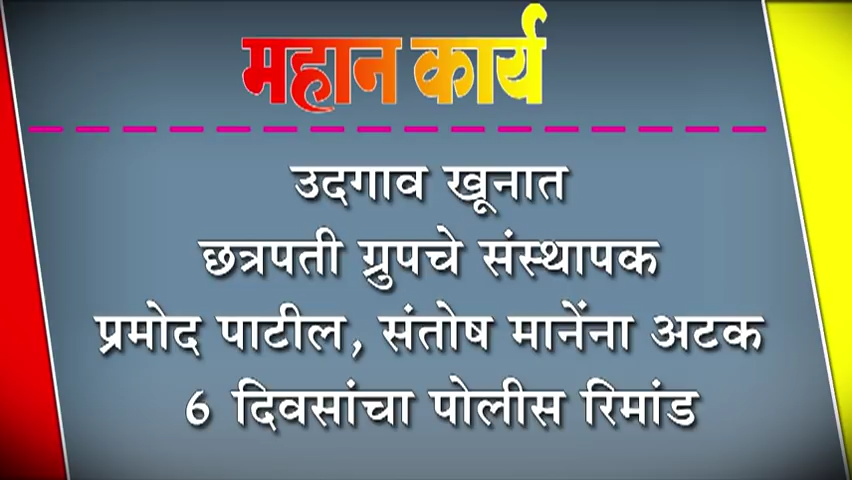 महान कार्य
उदगाव खूनात
छत्रपती ग्रुपचे संस्थापक
प्रमोद पाटील, संतोष मानेंना अटक
6 दिवसांचा पोलीस रिमांड